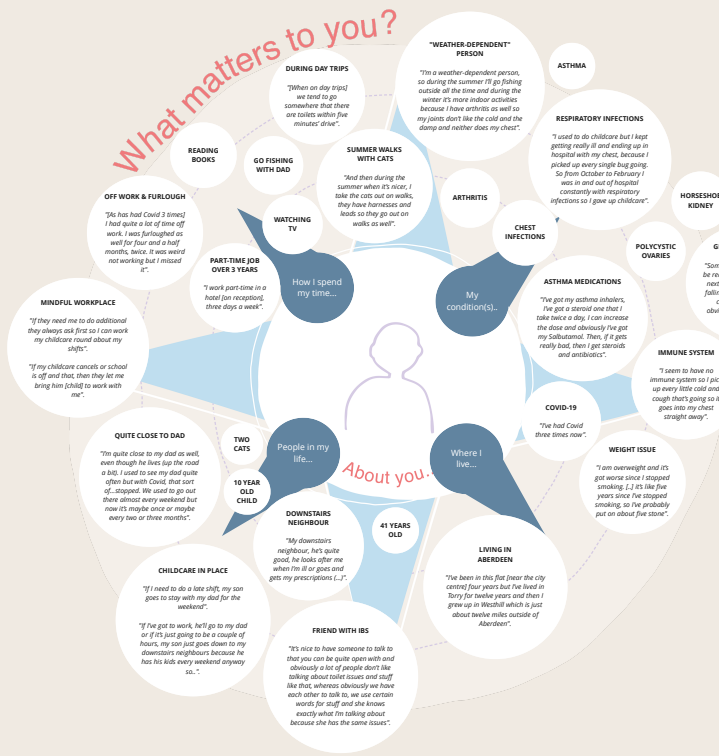 What matters to you?
"WEATHER-DEPENDENT"
PERSON
"I'm a weather-dependent person,
so during the summer I'll go fishing
outside all the time and during the
winter it's more indoor activities
because I have arthritis as well so
my joints don't like the cold and the
damp and neither does my chest".
ASTHMA
DURING DAY TRIPS
"[When on day trips]
we tend to go
somewhere that there
are toilets within five
minutes' drive".
RESPIRATORY INFECTIONS
"I used to do childcare but I kept
getting really ill and ending up in
hospital with my chest, because I
picked up every single bug going.
So from October to February I
was in and out of hospital
constantly with respiratory
infections so I gave up childcare".
READING
BOOKS
GO FISHING
WITH DAD
SUMMER WALKS
WITH CATS
"And then during the
summer when it's nicer, I
take the cats out on walks,
they have harnesses and
leads so they go out on
walks as well".
ARTHRITIS
HORSESHOE
KIDNEY
OFF WORK & FURLOUGH
"[As has had Covid 3 times]
I had quite a lot of time off
work. I was furloughed as
well for four and a half
months, twice. It was weird
not working but I missed
it".
WATCHING
TV
CHEST
INFECTIONS
POLYCYSTIC
OVARIES
PART-TIME JOB
OVER 3 YEARS
"I work part-time in a
hotel [on reception],
three days a week".
How I spend
my time...
My
condition(s)..
ASTHMA MEDICATIONS
"I've got my asthma inhalers,
I've got a steroid one that I
take twice a day, I can increase
the dose and obviously I've got
my Salbutamol. Then, if it gets
really bad, then I get steroids
and antibiotics".
MINDFUL WORKPLACE
"If they need me to do additional
they always ask first so I can work
my childcare round about my
shifts".
"If my childcare cancels or school
is off and that, then they let me
bring him [child] to work with
me".
IMMUNE SYSTEM
"I seem to have no
immune system so I pic
up every little cold and
cough that's going so it
goes into my chest
straight away".
COVID-19
"I've had Covid
three times now".
QUITE CLOSE TO DAD
"I'm quite close to my dad as well,
even though he lives (up the road
a bit). I used to see my dad quite
often but with Covid, that sort
of...stopped. We used to go out
there almost every weekend but
now it's maybe once or maybe
every two or three months".
TWO
CATS
People in my
life...
About you..
Where I
live...
WEIGHT ISSUE
"I am overweight and it's
got worse since I stopped
smoking. [..] it's like five
years since I've stopped
smoking, so I've probably
put on about five stone".
10 YEAR
OLD
CHILD
DOWNSTAIRS
NEIGHBOUR
"My downstairs
neighbour, he's quite
good, he looks after me
when I'm ill or goes and
gets my prescriptions (...)".
41 YEARS
OLD
LIVING IN
ABERDEEN
"I've been in this flat [near the city
centre] four years but I've lived in
Torry for twelve years and then I
grew up in Westhill which is just
about twelve miles outside of
Aberdeen".
CHILDCARE IN PLACE
"If I need to do a late shift, my son
goes to stay with my dad for the
weekend".
"If I've got to work, he'll go to my dad
or if it's just going to be a couple of
hours, my son just goes down to my
downstairs neighbours because he
has his kids every weekend anyway
so..".
FRIEND WITH IBS
"It's nice to have someone to talk to
that you can be quite open with and
obviously a lot of people don't like
talking about toilet issues and stuff
like that, whereas obviously we have
each other to talk to, we use certain
words for stuff and she knows
exactly what I'm talking about
because she has the same issues".